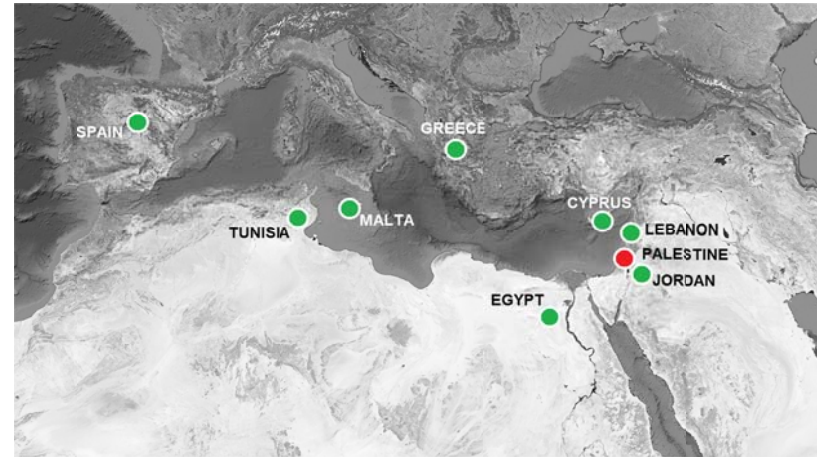 SPAIN
GREECE
CYPRUS
MALTA
TUNISIA
LEBANON
PALESTINE
JORDAN
EGYPT